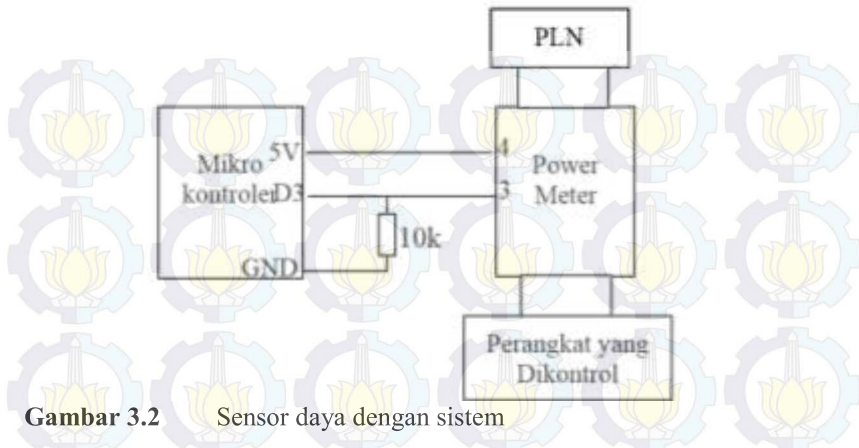 PLN
Mikro
kontroler
5V
D3
GND
10k
4
3
Power
Meter
Perangkat yang
Dikontrol
Gambar 3.2 Sensor daya dengan sistem